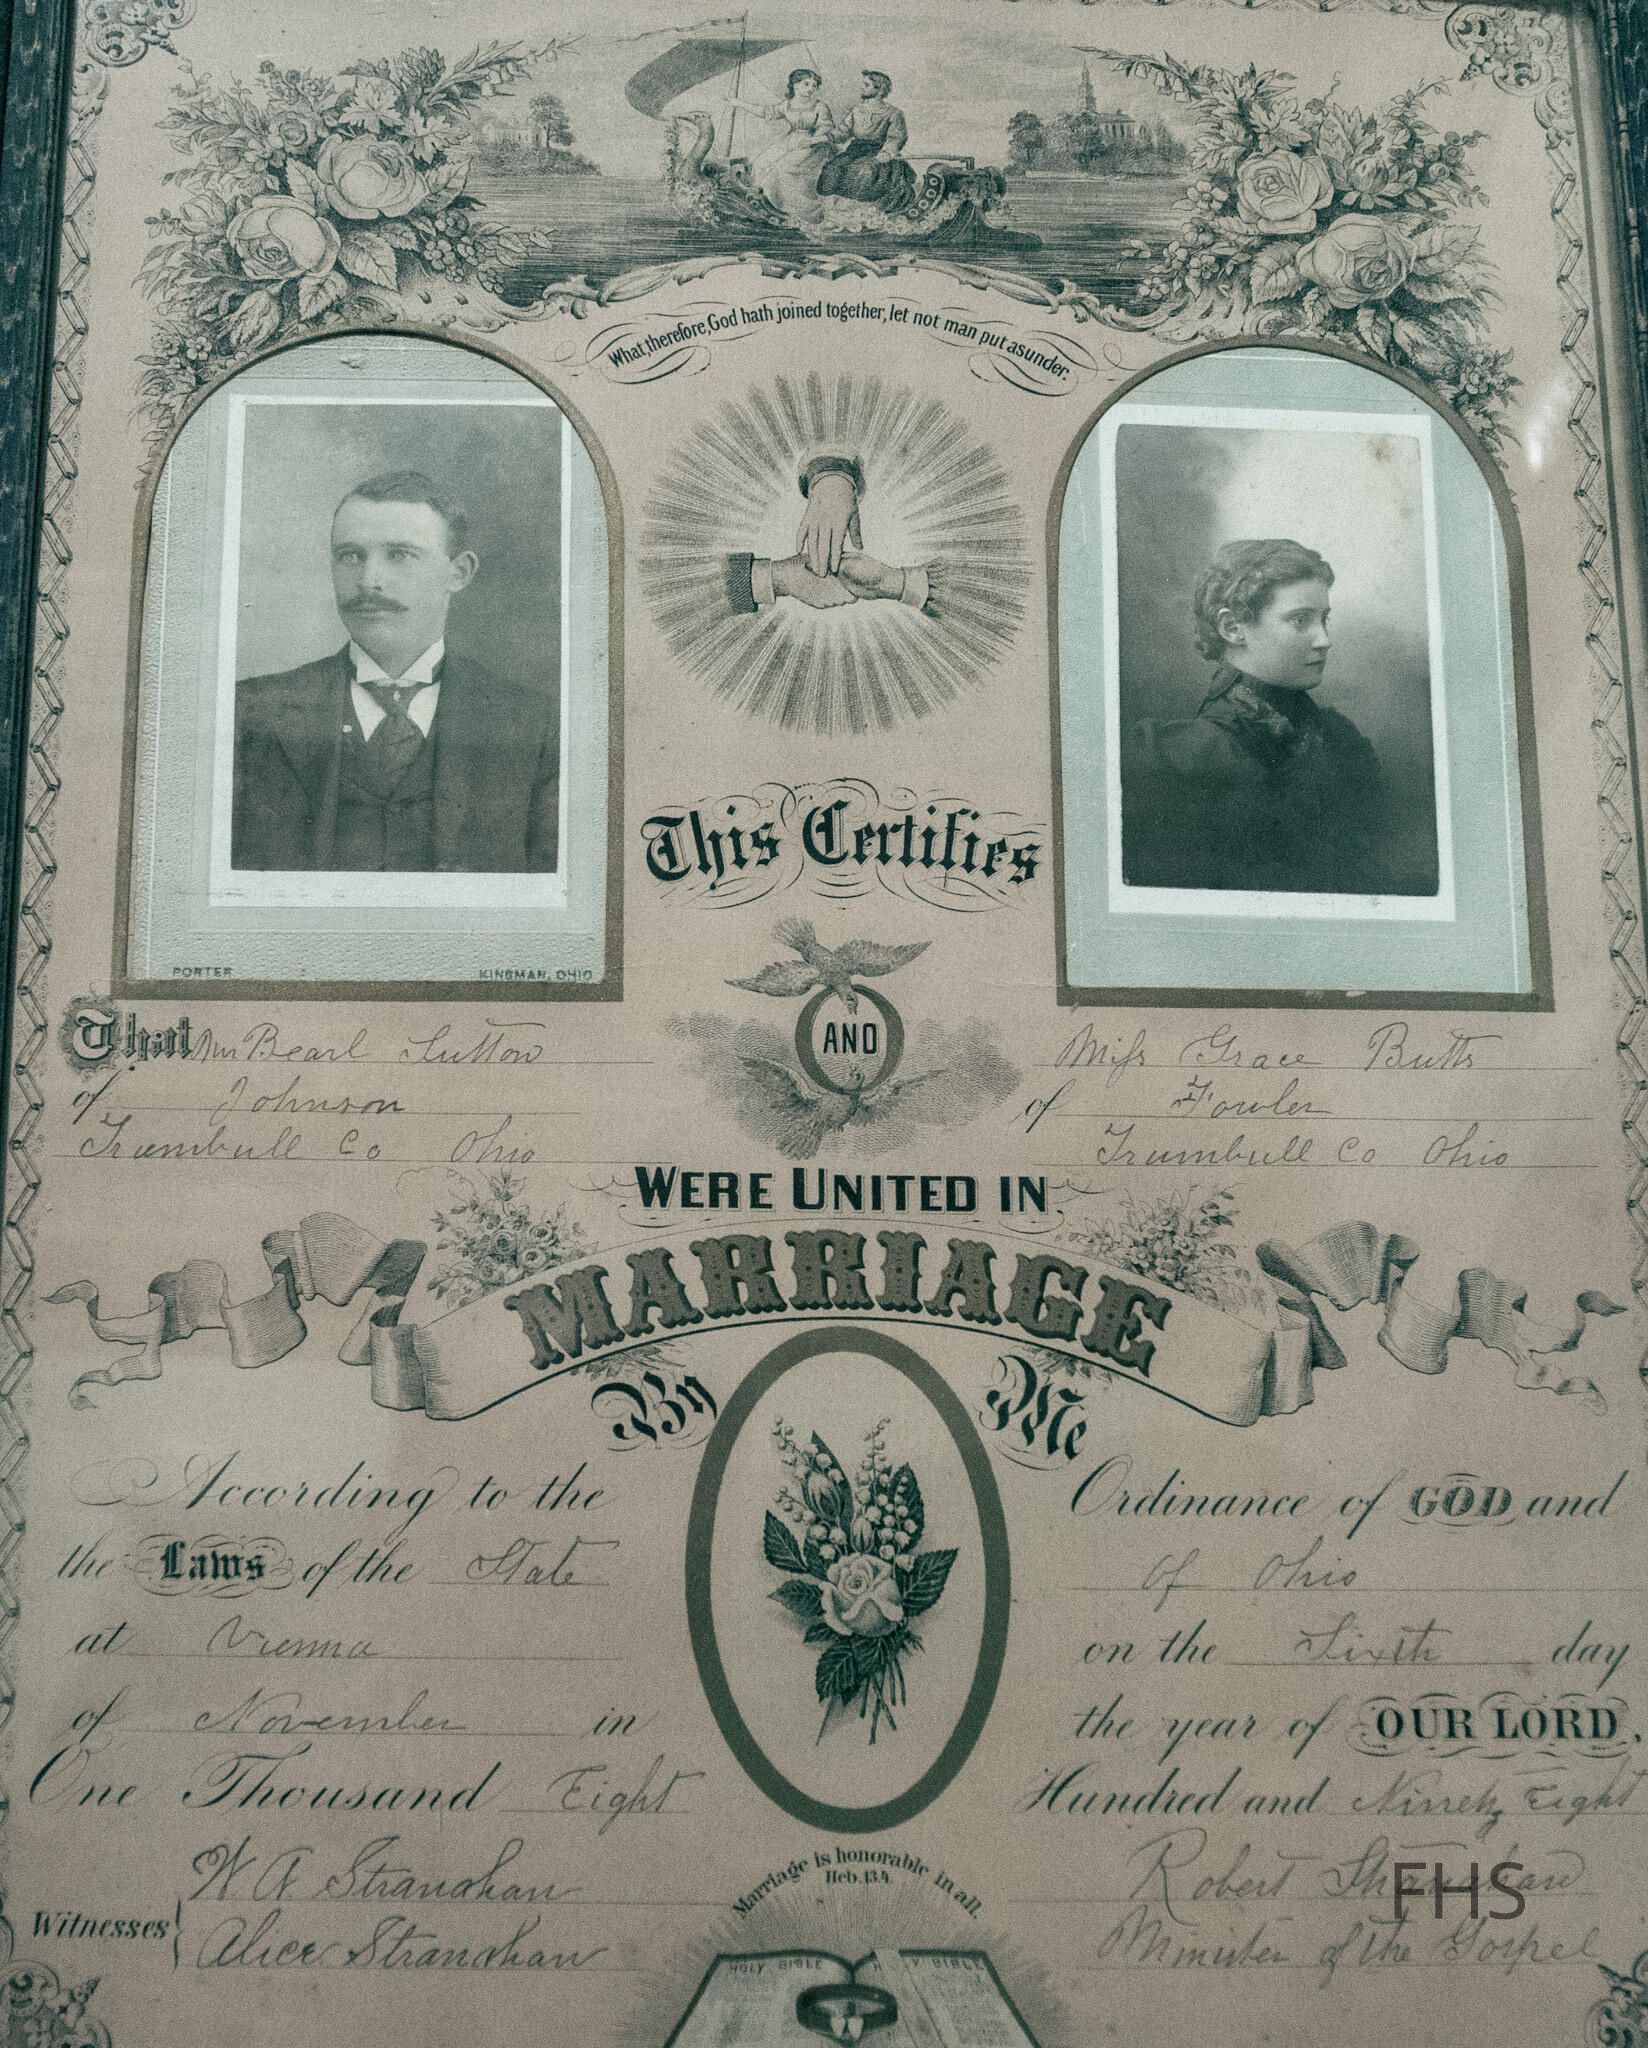 What, therefore, God hath joined together, let not man put asunder.
This Certifies
PORTER KINSMAN, OHIO
That Mr Bearl Sutton AND Miss Grace Butts
of Johnson of Fowler
Trumbull Co Ohio Trumbull Co Ohio
WERE UNITED IN
MARRIAGE
By Me
According to the Ordinance of GOD and
the Laws of the State of Ohio
at Vienna on the Sixth day
of November in the year of OUR LORD,
One Thousand Eight Hundred and Ninety Eight
W A Stranahan Robert Stranahan
Witnesses Alice Stranahan Minister of the Gospel
Marriage is honorable in all.
Heb. 13.4.
HOLY BIBLE HOLY BIBLE
FHS